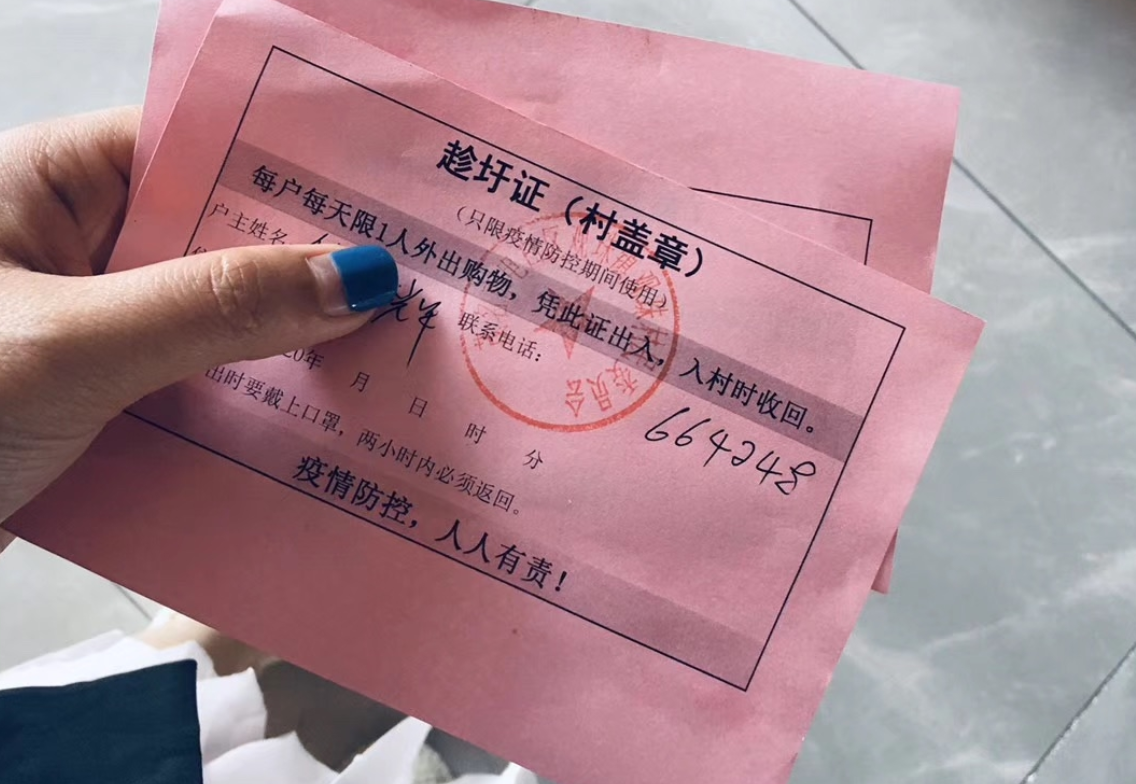 趁圩证（村盖章）
（只限疫情防控期间使用）
每户每天限1人外出购物，凭此证出入，入村时收回。
户主姓名
联系电话：
664248
20年 月 日 时 分
出时要戴上口罩，两小时内必须返回。
疫情防控，人人有责！
委员会